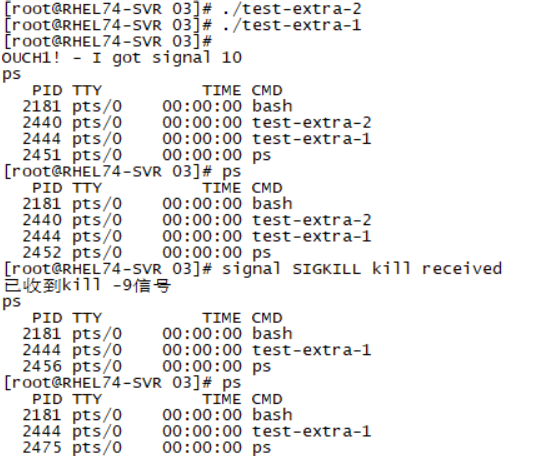 [root@RHEL74-SVR 03]# ./test-extra-2
[root@RHEL74-SVR 03]# ./test-extra-1
[root@RHEL74-SVR 03]#
OUCH1! - I got signal 10
ps
PID TTY TIME CMD
2181 pts/0 00:00:00 bash
2440 pts/0 00:00:00 test-extra-2
2444 pts/0 00:00:00 test-extra-1
2451 pts/0 00:00:00 ps
[root@RHEL74-SVR 03]# ps
PID TTY TIME CMD
2181 pts/0 00:00:00 bash
2440 pts/0 00:00:00 test-extra-2
2444 pts/0 00:00:00 test-extra-1
2452 pts/0 00:00:00 ps
[root@RHEL74-SVR 03]# signal SIGKILL kill received
已收到kill -9信号
ps
PID TTY TIME CMD
2181 pts/0 00:00:00 bash
2444 pts/0 00:00:00 test-extra-1
2456 pts/0 00:00:00 ps
[root@RHEL74-SVR 03]# ps
PID TTY TIME CMD
2181 pts/0 00:00:00 bash
2444 pts/0 00:00:00 test-extra-1
2475 pts/0 00:00:00 ps